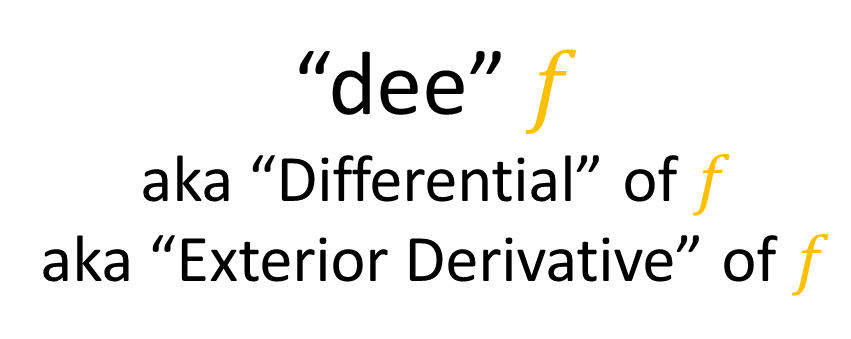 “dee” f
aka “Differential” of f
aka “Exterior Derivative” of f